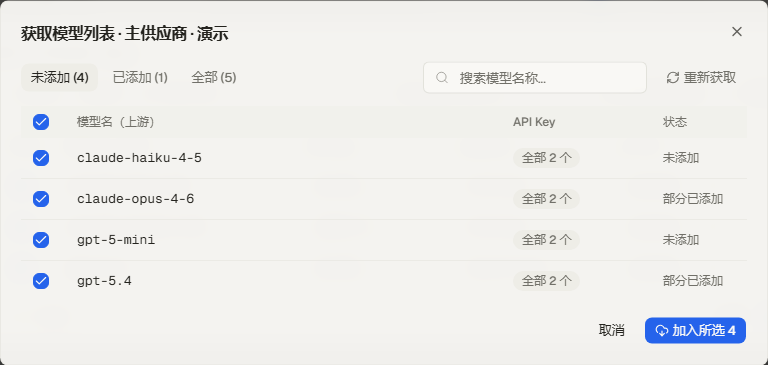 获取模型列表 · 主供应商 · 演示
未添加 (4) 已添加 (1) 全部 (5) 搜索模型名称... 重新获取
模型名（上游） API Key 状态
claude-haiku-4-5 全部 2 个 未添加
claude-opus-4-6 全部 2 个 部分已添加
gpt-5-mini 全部 2 个 未添加
gpt-5.4 全部 2 个 部分已添加
取消 加入所选 4